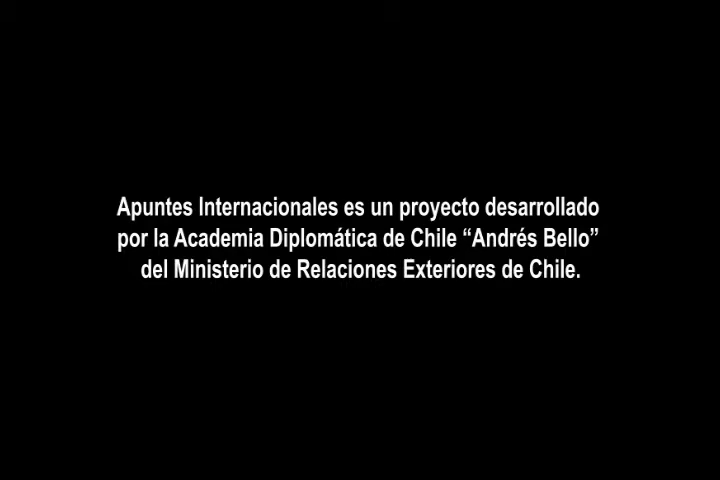 Apuntes Internacionales es un proyecto desarrollado
por la Academia Diplomática de Chile “Andrés Bello”
del Ministerio de Relaciones Exteriores de Chile.